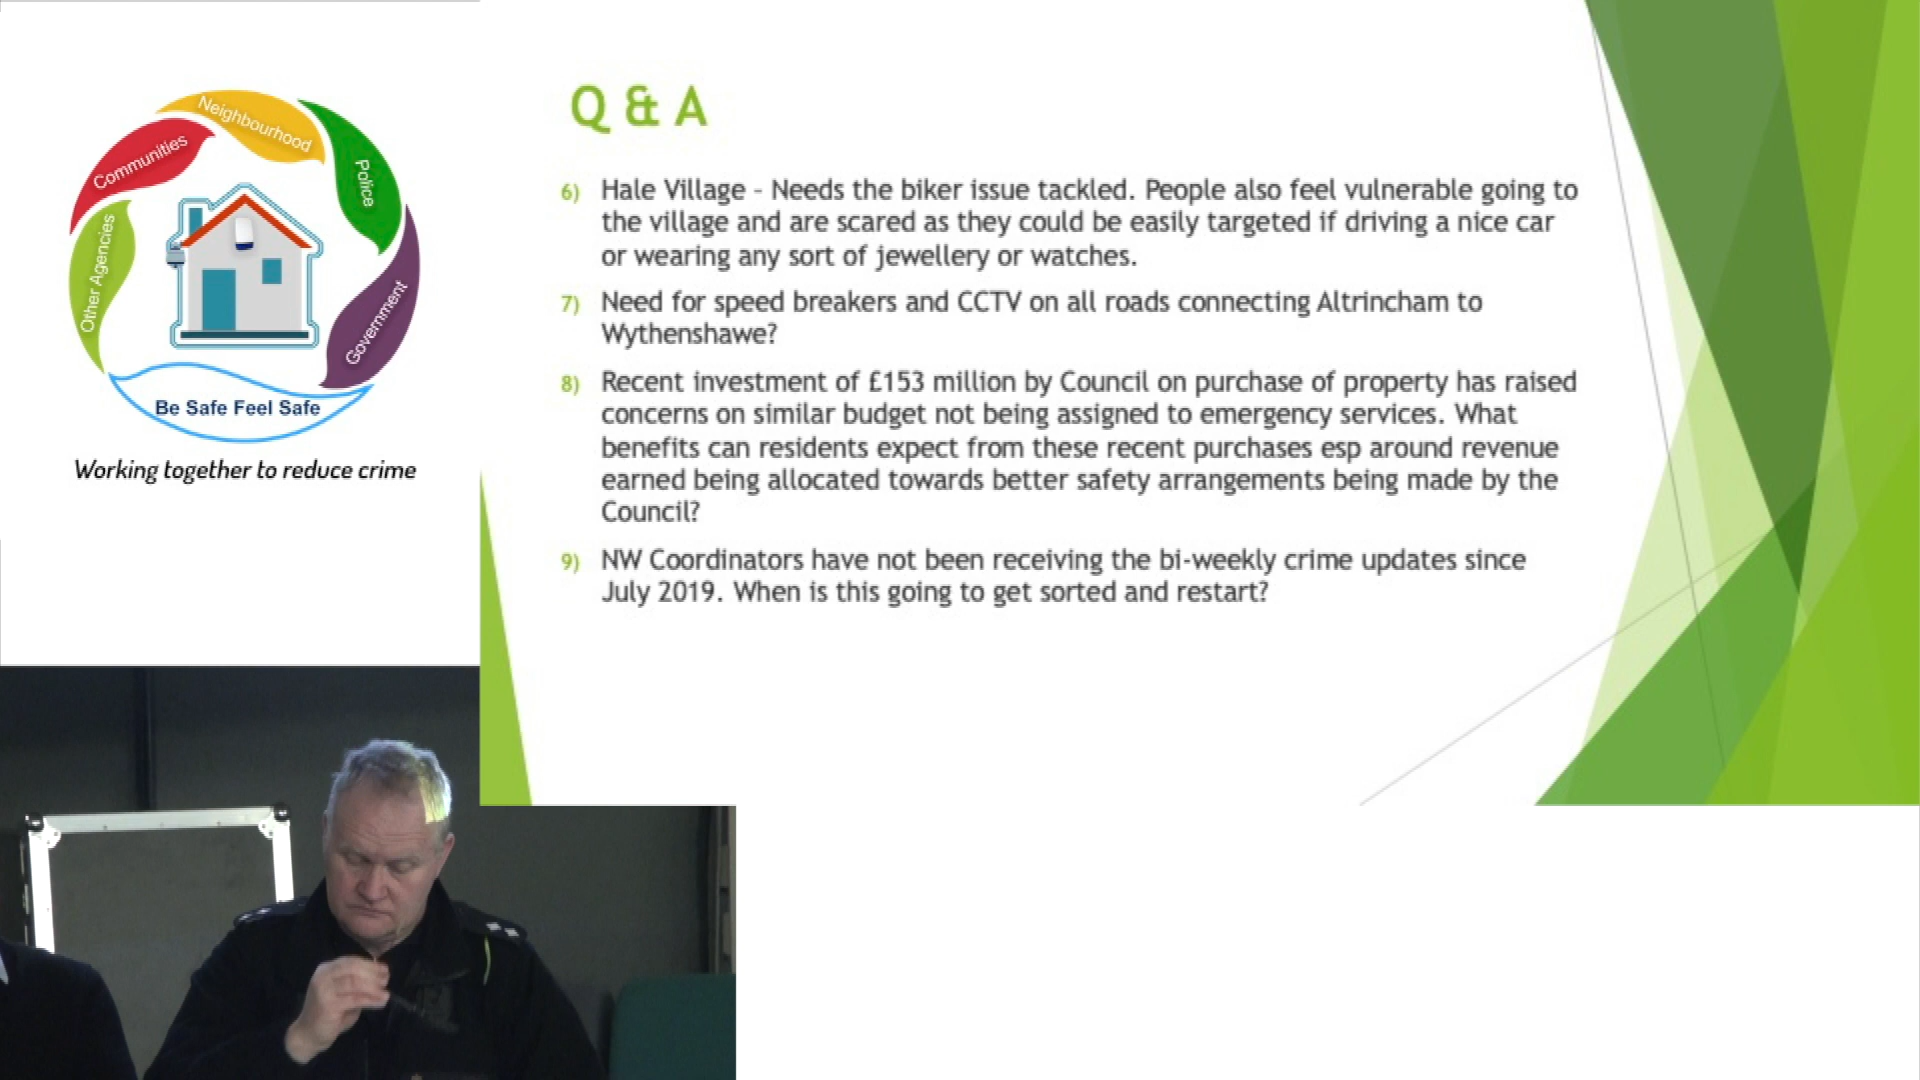 Neighbourhood
Communities
Police
Other Agencies
Government
Be Safe Feel Safe
Working together to reduce crime
Q & A
6) Hale Village - Needs the biker issue tackled. People also feel vulnerable going to
the village and are scared as they could be easily targeted if driving a nice car
or wearing any sort of jewellery or watches.
7) Need for speed breakers and CCTV on all roads connecting Altrincham to
Wythenshawe?
8) Recent investment of £153 million by Council on purchase of property has raised
concerns on similar budget not being assigned to emergency services. What
benefits can residents expect from these recent purchases esp around revenue
earned being allocated towards better safety arrangements being made by the
Council?
9) NW Coordinators have not been receiving the bi-weekly crime updates since
July 2019. When is this going to get sorted and restart?